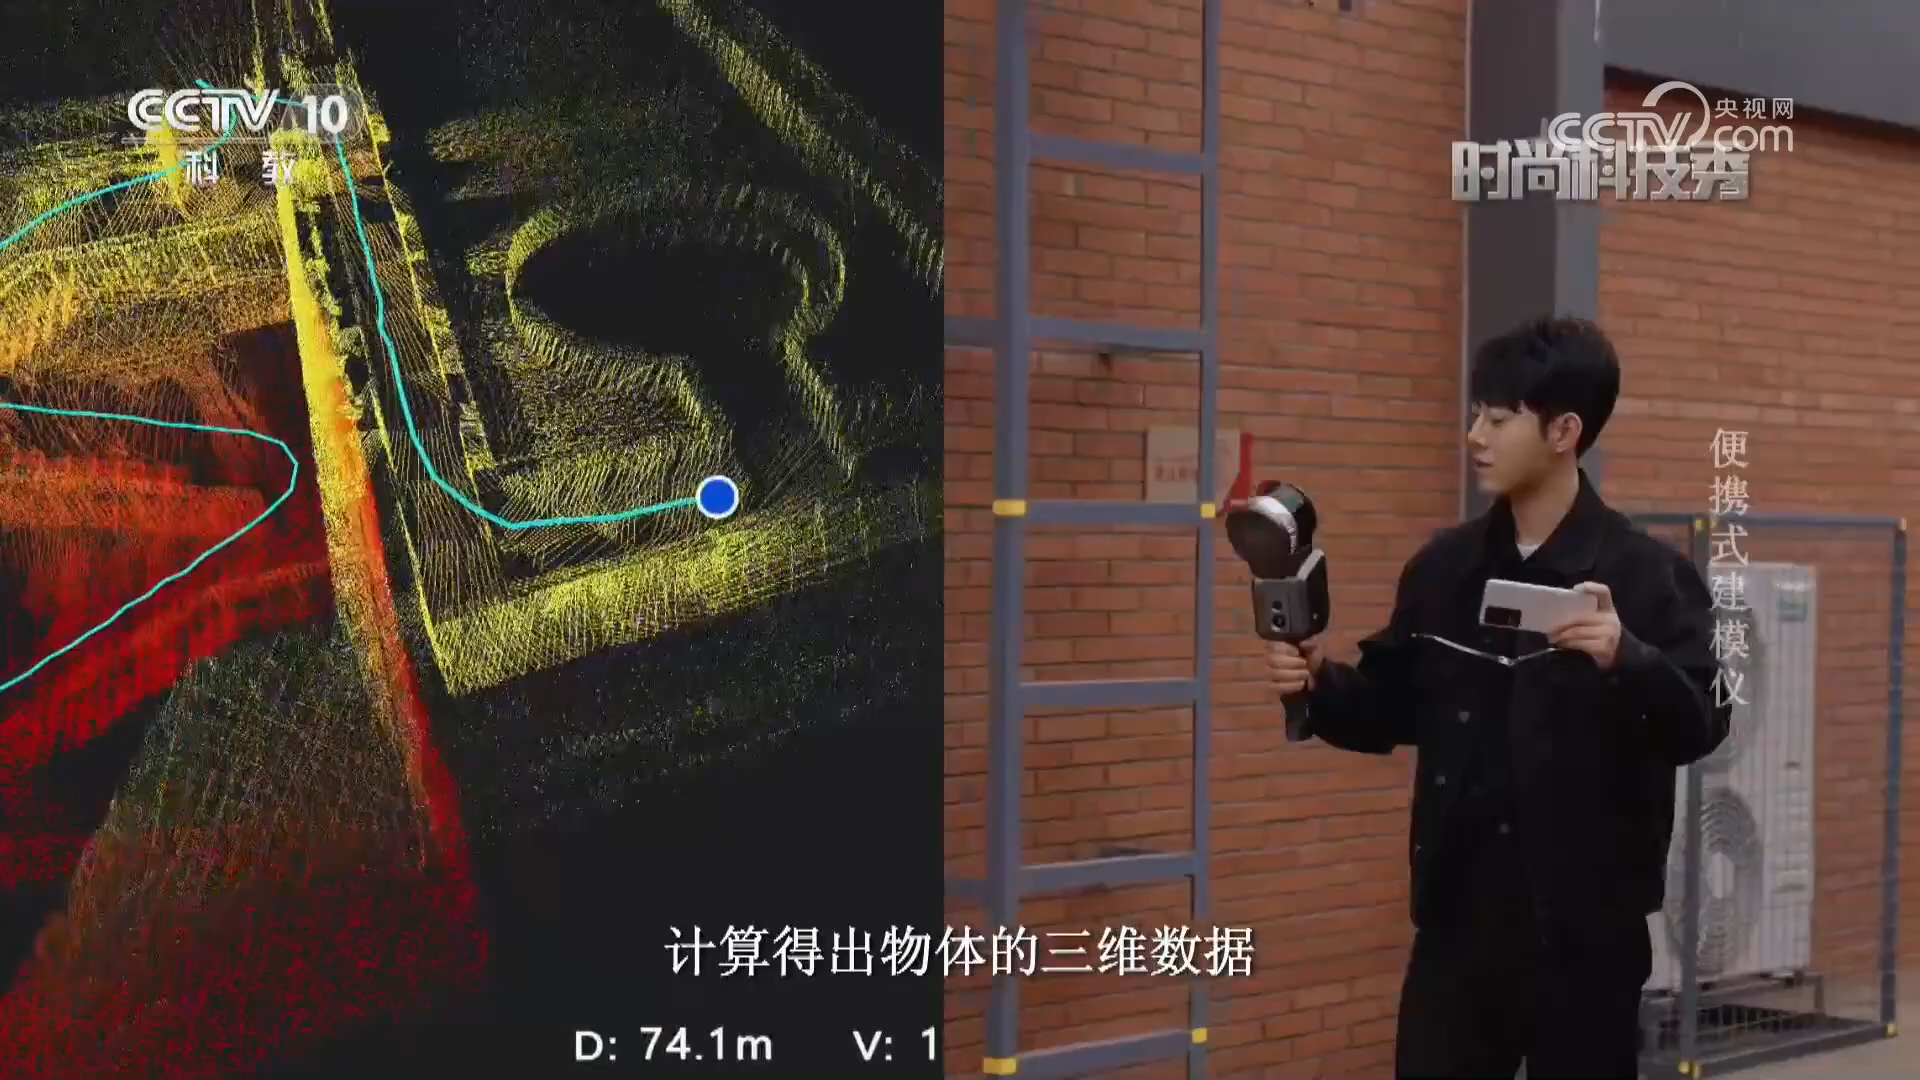 CCTV 10
科 教
央视网
CCTV.com
时尚科技秀
便携式建模仪
计算得出物体的三维数据
D: 74.1m V: 1